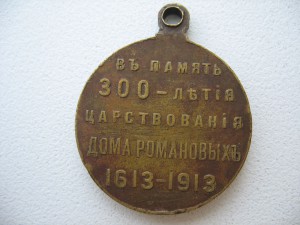 ВЪ ПАМЯТЬ
300-ЛѢТІЯ
ЦАРСТВОВАНІЯ
ДОМА РОМАНОВЫХЪ
1613-1913